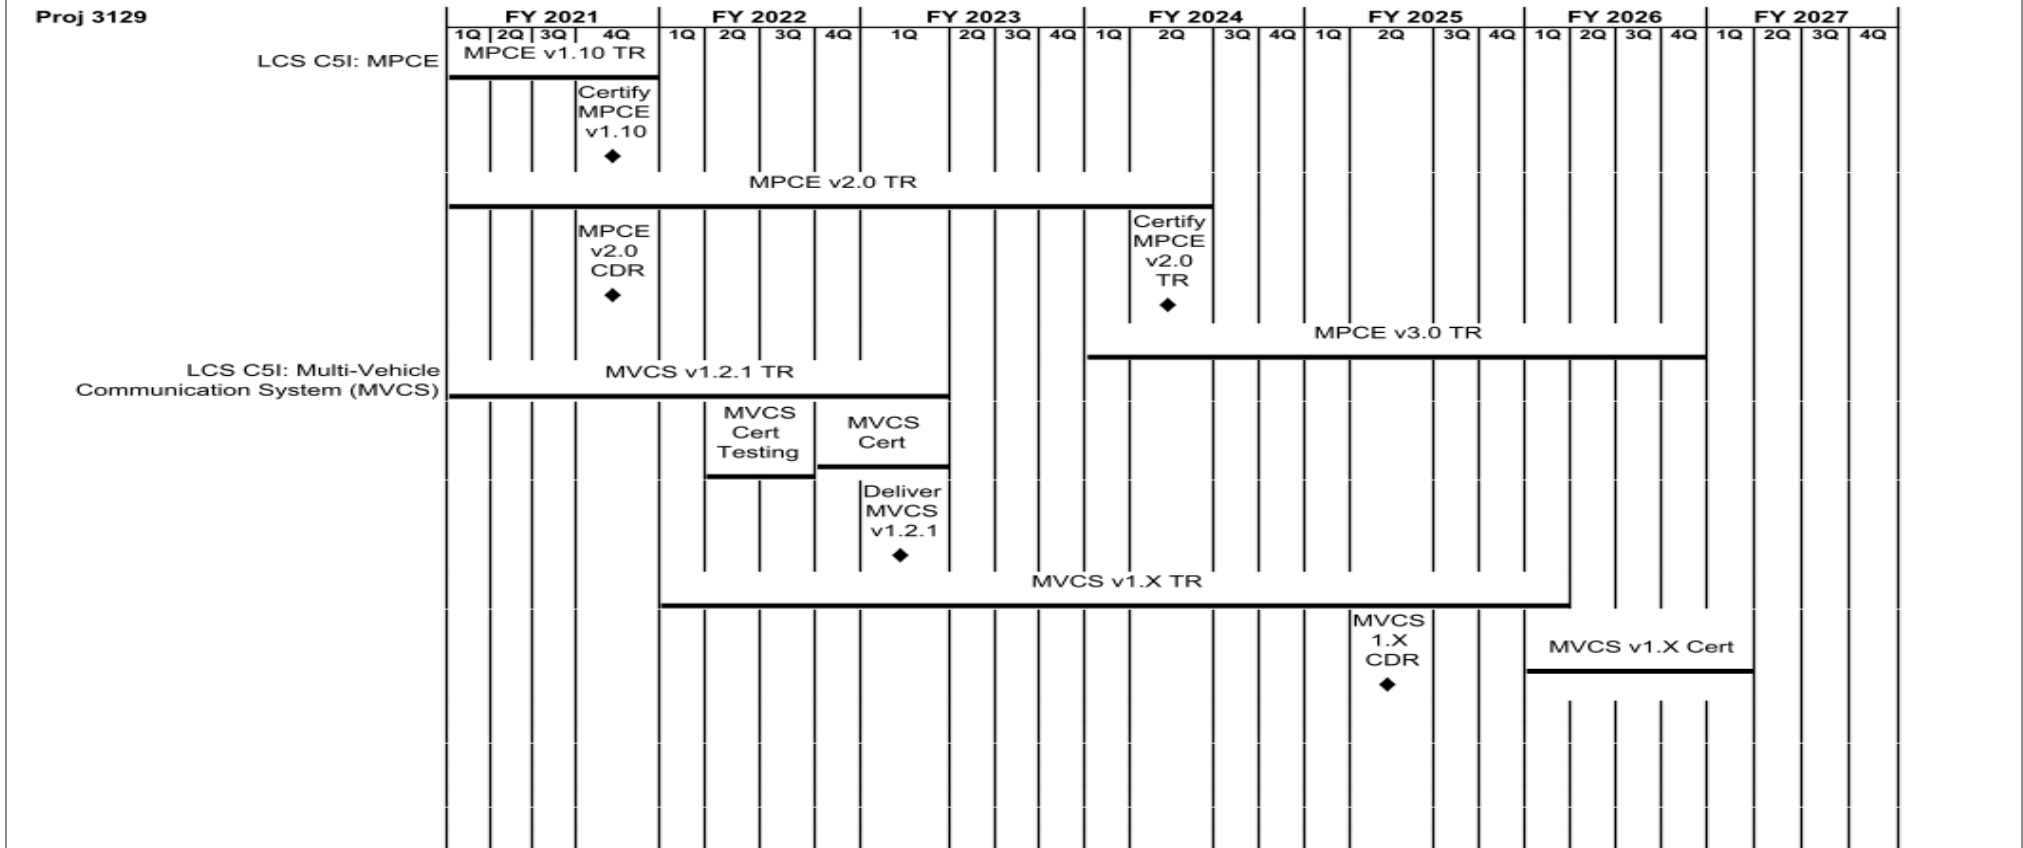 Proj 3129
FY 2021 FY 2022 FY 2023 FY 2024 FY 2025 FY 2026 FY 2027
1Q 2Q 3Q 4Q 1Q 2Q 3Q 4Q 1Q 2Q 3Q 4Q 1Q 2Q 3Q 4Q 1Q 2Q 3Q 4Q 1Q 2Q 3Q 4Q 1Q 2Q 3Q 4Q
LCS C5I: MPCE
MPCE v1.10 TR
Certify
MPCE
v1.10
MPCE v2.0 TR
MPCE
v2.0
CDR
Certify
MPCE
v2.0
TR
MPCE v3.0 TR
LCS C5I: Multi-Vehicle
Communication System (MVCS)
MVCS v1.2.1 TR
MVCS
Cert
Testing
MVCS
Cert
Deliver
MVCS
v1.2.1
MVCS v1.X TR
MVCS
1.X
CDR
MVCS v1.X Cert